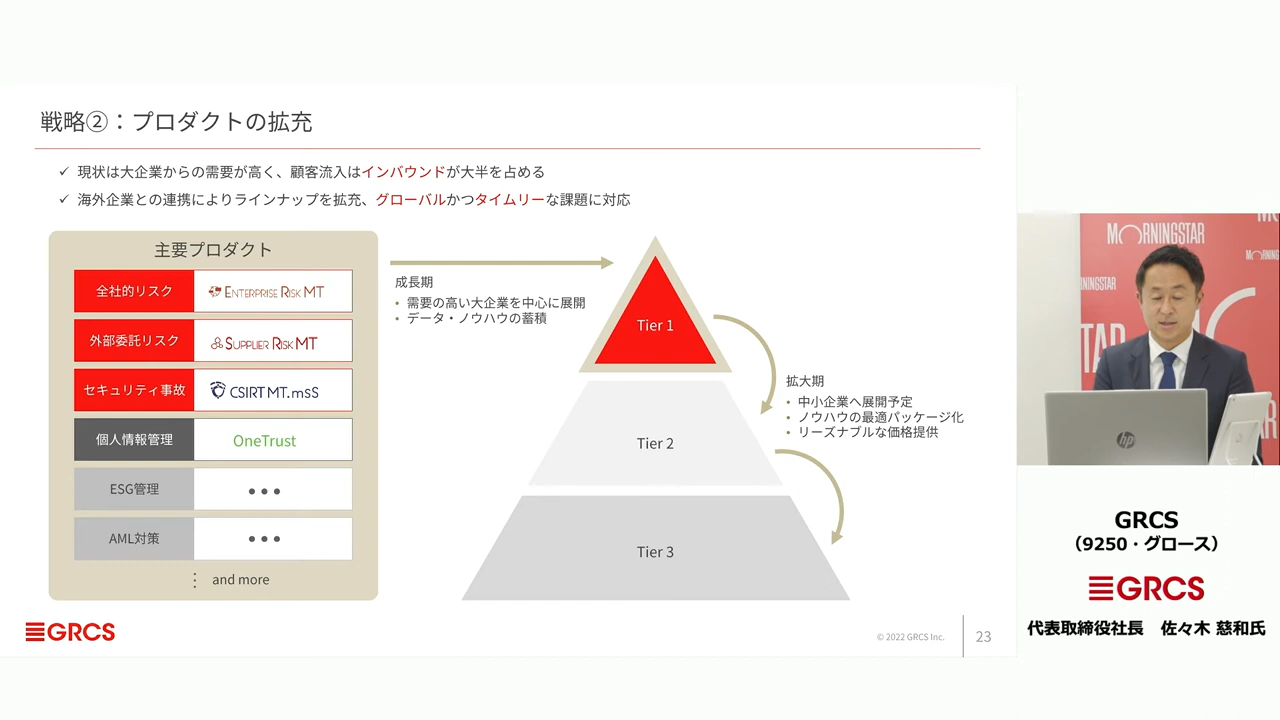 戦略②：プロダクトの拡充
✓ 現状は大企業からの需要が高く、顧客流入はインバウンドが大半を占める
✓ 海外企業との連携によりラインナップを拡充、グローバルかつタイムリーな課題に対応
主要プロダクト
全社的リスク ENTERPRISE RISK MT
外部委託リスク SUPPLIER RISK MT
セキュリティ事故 CSIRT MT.mSS
個人情報管理 OneTrust
ESG管理 ●●●
AML対策 ●●●
⋮ and more
成長期
• 需要の高い大企業を中心に展開
• データ・ノウハウの蓄積
Tier 1
拡大期
• 中小企業へ展開予定
• ノウハウの最適パッケージ化
• リーズナブルな価格提供
Tier 2
Tier 3
GRCS
© 2022 GRCS Inc.
23
MORNINGSTAR
RNINGSTAR
STAR
GRCS
（9250・グロース）
GRCS
代表取締役社長 佐々木 慈和氏
hp